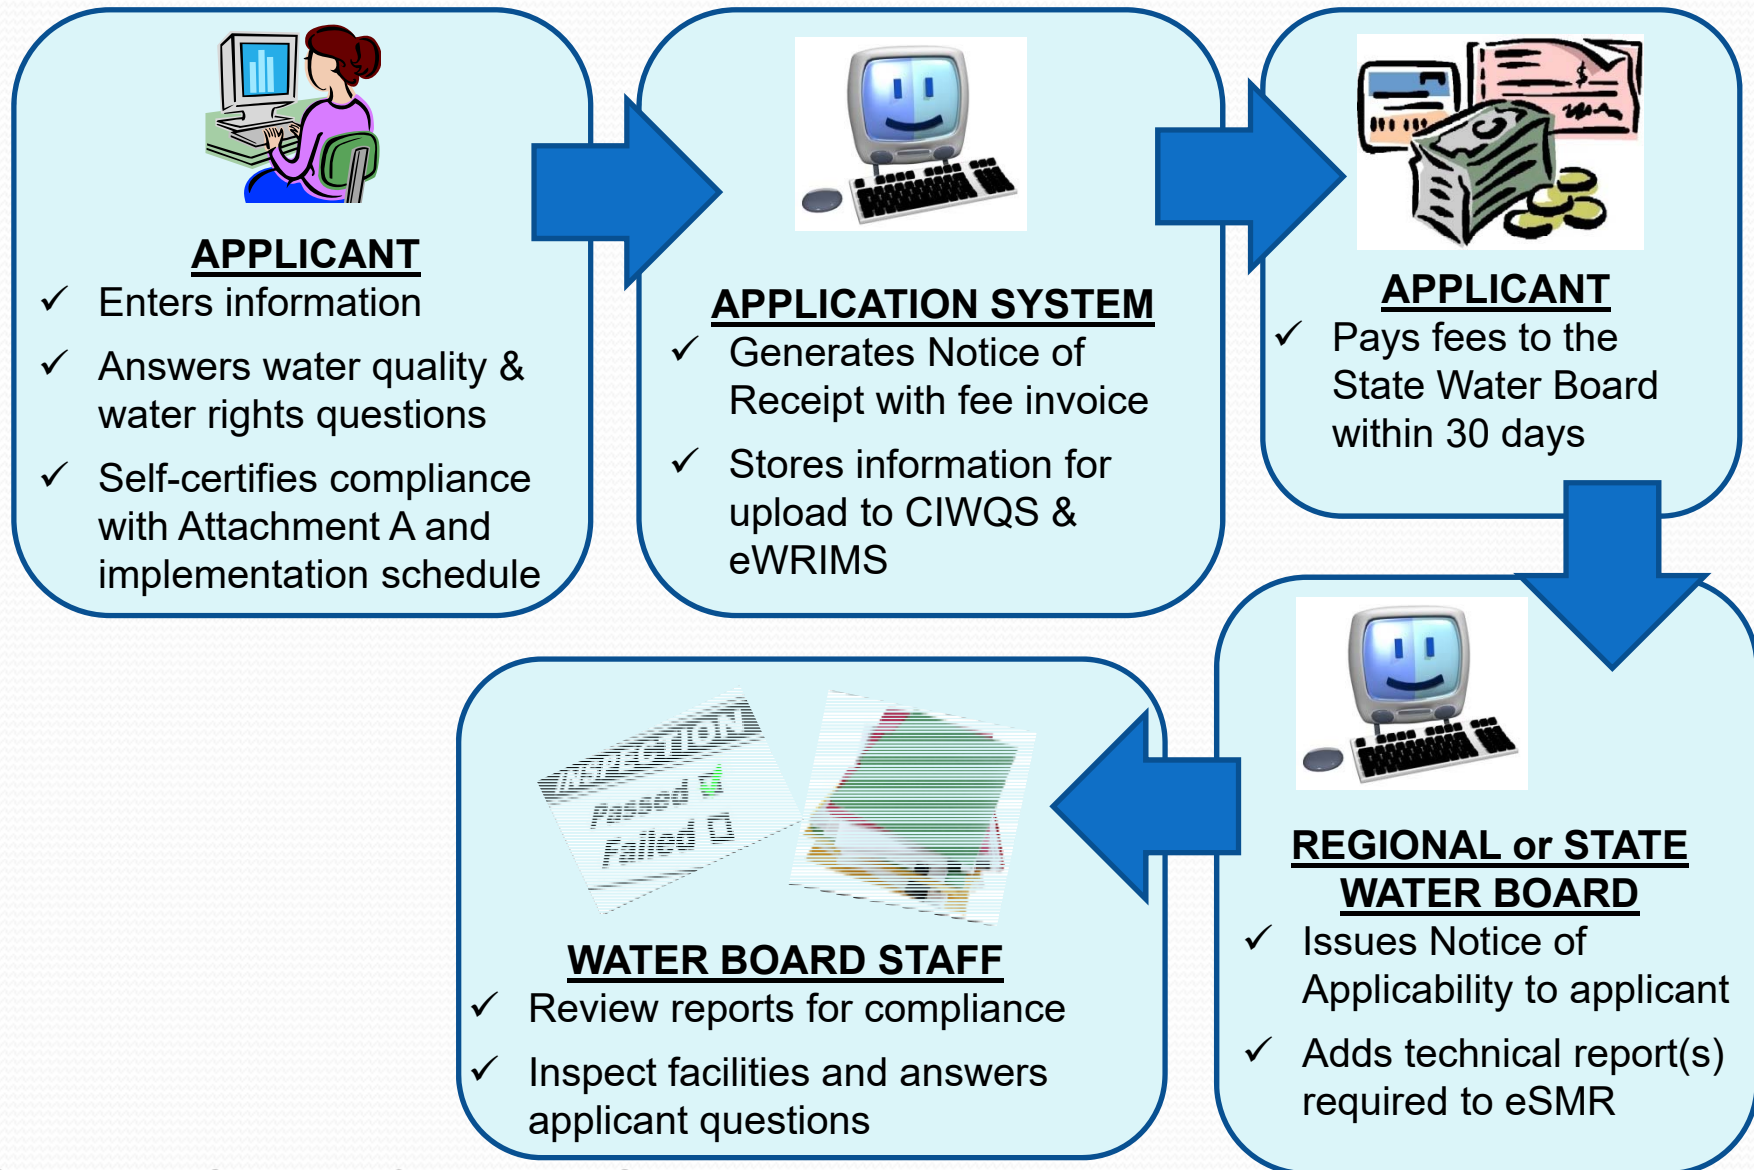 APPLICANT
✓ Enters information
✓ Answers water quality &
water rights questions
✓ Self-certifies compliance
with Attachment A and
implementation schedule
APPLICATION SYSTEM
✓ Generates Notice of
Receipt with fee invoice
✓ Stores information for
upload to CIWQS &
eWRIMS
$
APPLICANT
✓ Pays fees to the
State Water Board
within 30 days
REGIONAL or STATE
WATER BOARD
✓ Issues Notice of
Applicability to applicant
✓ Adds technical report(s)
required to eSMR
INSPECTION
Passed
Failed
WATER BOARD STAFF
✓ Review reports for compliance
✓ Inspect facilities and answers
applicant questions